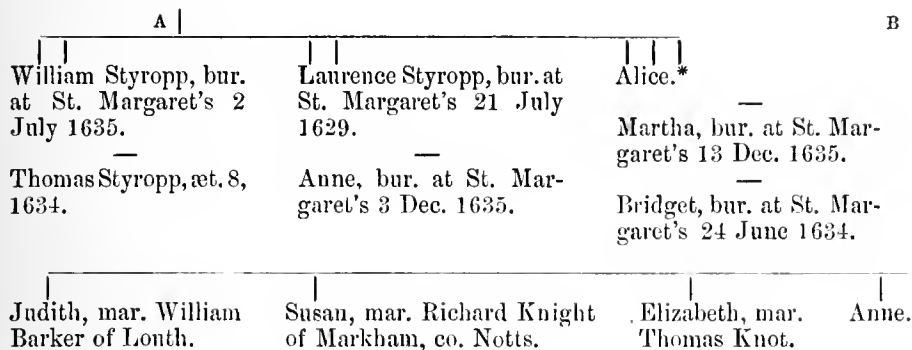 A B
William Styropp, bur.
at St. Margaret's 2
July 1635.
Thomas Styropp, æt. 8,
1634.
Laurence Styropp, bur. at
St. Margaret's 21 July
1629.
Anne, bur. at St. Mar-
garet's 3 Dec. 1635.
Alice.*
Martha, bur. at St. Mar-
garet's 13 Dec. 1635.
Bridget, bur. at St. Mar-
garet's 24 June 1634.
Judith, mar. William
Barker of Louth.
Susan, mar. Richard Knight
of Markham, co. Notts.
Elizabeth, mar.
Thomas Knot.
Anne.